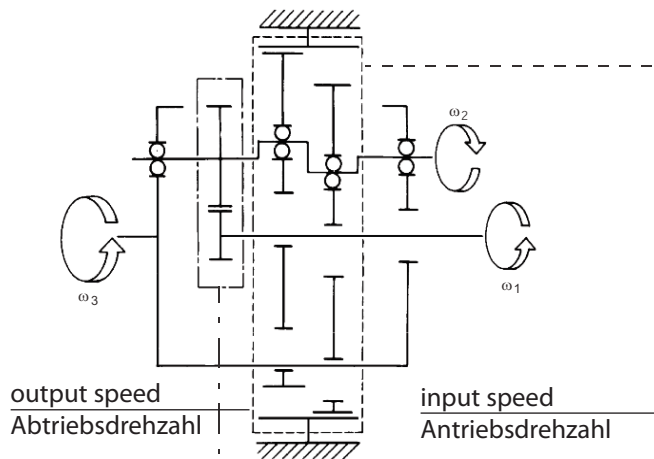 ω2
ω3
ω1
output speed
Abtriebsdrehzahl
input speed
Antriebsdrehzahl